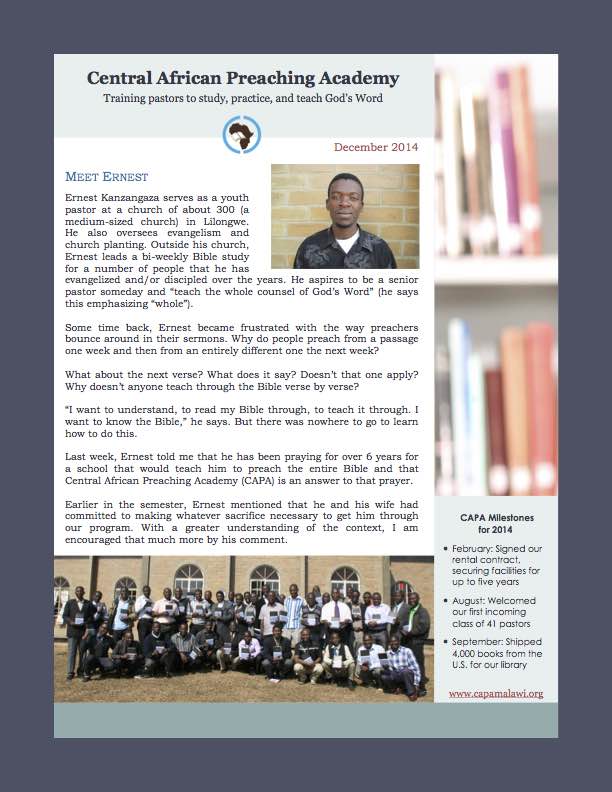 Central African Preaching Academy
Training pastors to study, practice, and teach God's Word
December 2014
MEET ERNEST
Ernest Kanzangaza serves as a youth
pastor at a church of about 300 (a
medium-sized church) in Lilongwe.
He also oversees evangelism and
church planting. Outside his church,
Ernest leads a bi-weekly Bible study
for a number of people that he has
evangelized and/or discipled over the years. He aspires to be a senior
pastor someday and “teach the whole counsel of God’s Word” (he says
this emphasizing “whole”).
Some time back, Ernest became frustrated with the way preachers
bounce around in their sermons. Why do people preach from a passage
one week and then from an entirely different one the next week?
What about the next verse? What does it say? Doesn’t that one apply?
Why doesn’t anyone teach through the Bible verse by verse?
“I want to understand, to read my Bible through, to teach it through. I
want to know the Bible,” he says. But there was nowhere to go to learn
how to do this.
Last week, Ernest told me that he has been praying for over 6 years for
a school that would teach him to preach the entire Bible and that
Central African Preaching Academy (CAPA) is an answer to that prayer.
Earlier in the semester, Ernest mentioned that he and his wife had
committed to making whatever sacrifice necessary to get him through
our program. With a greater understanding of the context, I am
encouraged that much more by his comment.
CAPA Milestones
for 2014
• February: Signed our
rental contract,
securing facilities for
up to five years
• August: Welcomed
our first incoming
class of 41 pastors
• September: Shipped
4,000 books from the
U.S. for our library
www.capamalawi.org